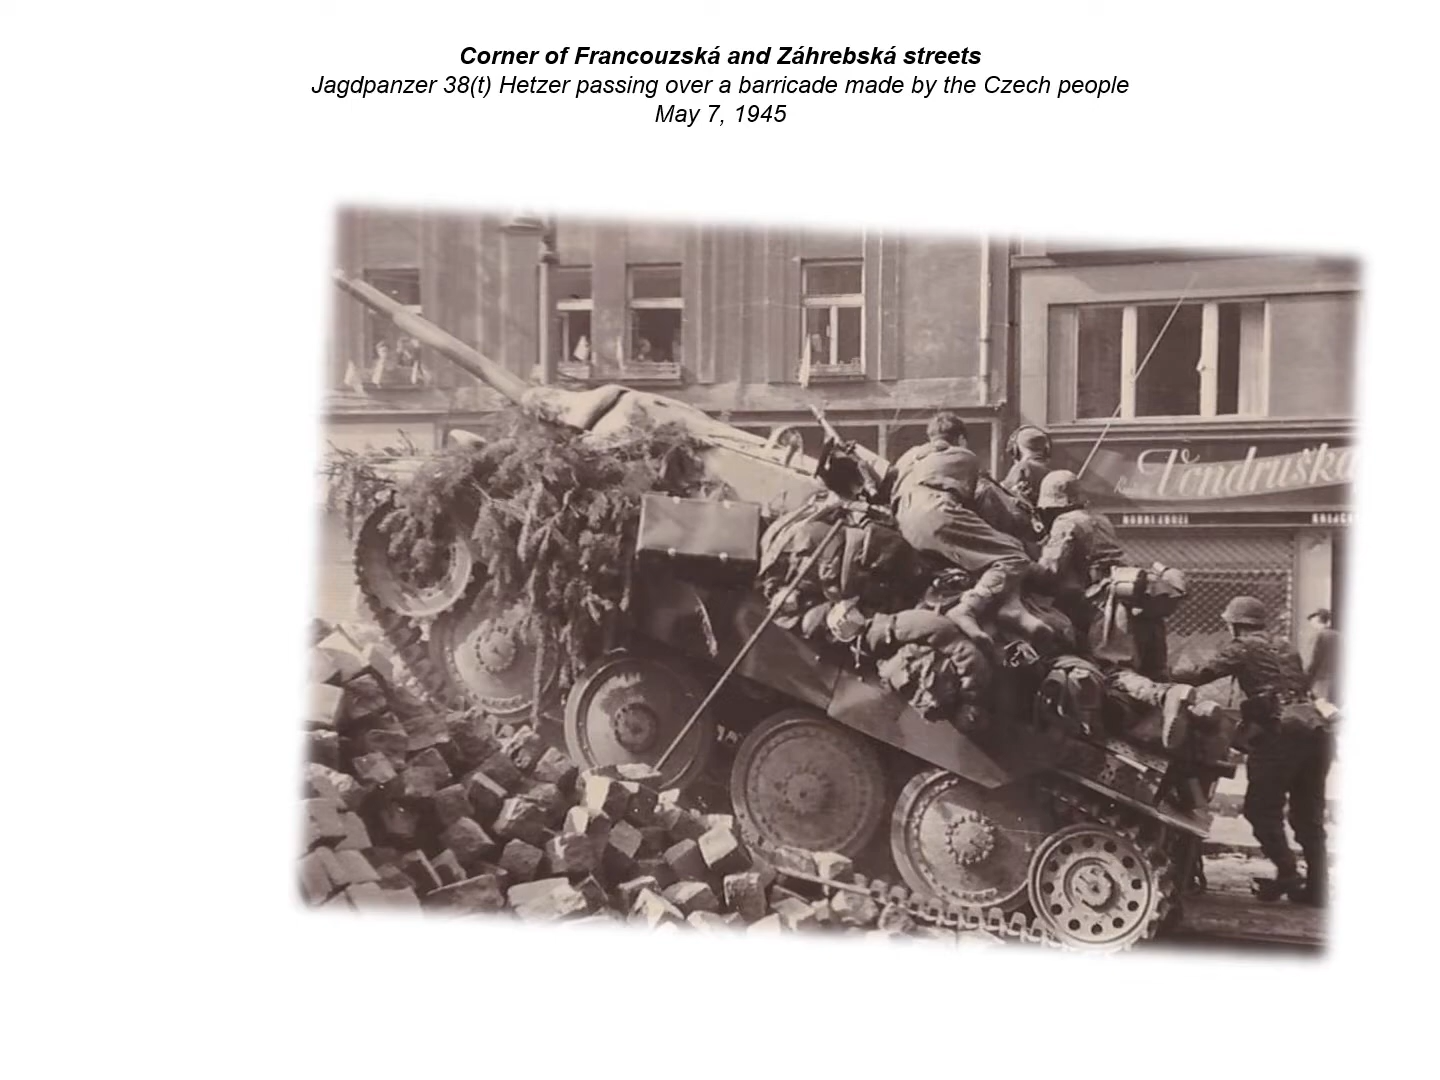 Corner of Francouzská and Záhrebská streets
Jagdpanzer 38(t) Hetzer passing over a barricade made by the Czech people
May 7, 1945
Vondruška